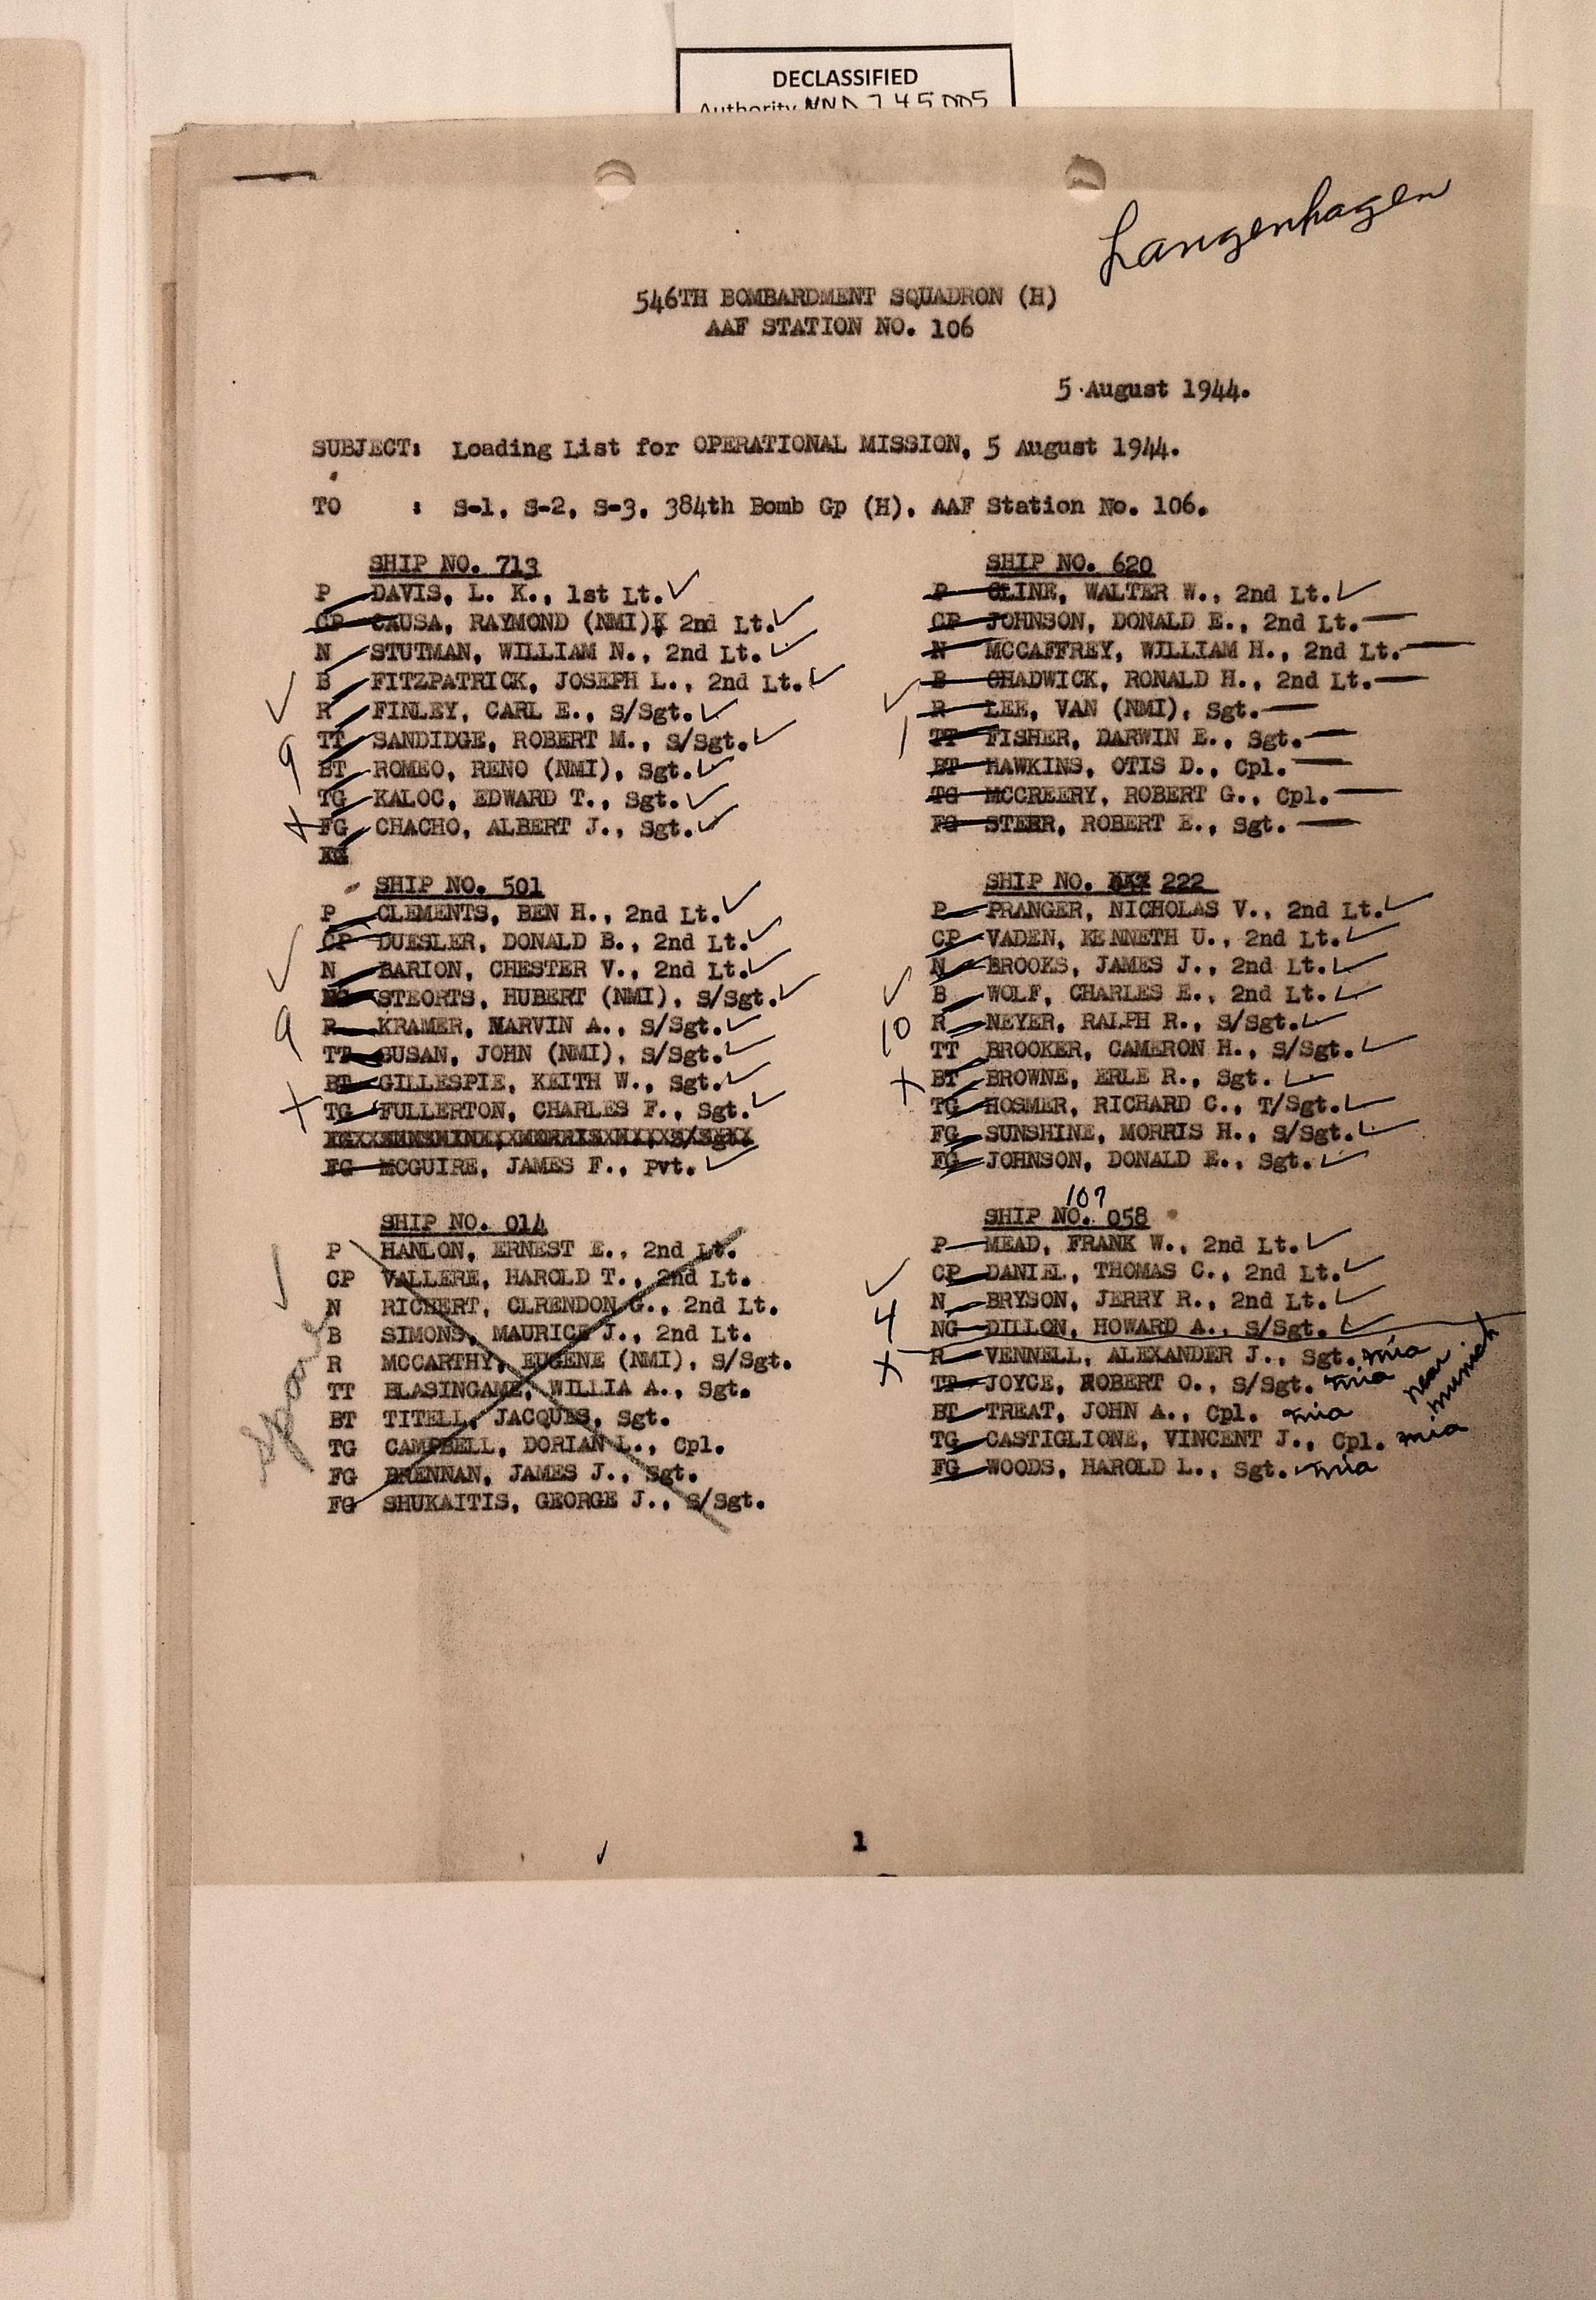 DECLASSIFIED
Authority NND 745005
Langenhagen
546TH BOMBARDMENT SQUADRON (H)
AAF STATION NO. 106
5 August 1944.
SUBJECT: Loading List for OPERATIONAL MISSION, 5 August 1944.
TO : S-1, S-2, S-3, 384th Bomb Gp (H), AAF Station No. 106.
SHIP NO. 713
P DAVIS, L. K., 1st Lt. ✓
CP CAUSA, RAYMOND (NMI), 2nd Lt. ✓
N STUTMAN, WILLIAM N., 2nd Lt. ✓
B FITZPATRICK, JOSEPH L., 2nd Lt. ✓
✓ R FINLEY, CARL E., S/Sgt. ✓
9 TT SANDIDGE, ROBERT M., S/Sgt. ✓
BT ROMEO, RENO (NMI), Sgt. ✓
TG KALOC, EDWARD T., Sgt. ✓
+ FG CHACHO, ALBERT J., Sgt. ✓
SHIP NO. 620
P CLINE, WALTER W., 2nd Lt. ✓
CP JOHNSON, DONALD E., 2nd Lt. —
N MCCAFFREY, WILLIAM H., 2nd Lt. —
B CHADWICK, RONALD H., 2nd Lt. —
✓ R LEE, VAN (NMI), Sgt. —
1 TT FISHER, DARWIN E., Sgt. —
BT HAWKINS, OTIS D., Cpl. —
TG MCCREERY, ROBERT G., Cpl. —
FG STERR, ROBERT E., Sgt. —
SHIP NO. 501
P CLEMENTS, BEN H., 2nd Lt. ✓
CP DUESLER, DONALD B., 2nd Lt. ✓
✓ N BARION, CHESTER V., 2nd Lt. ✓
STEORTS, HUBERT (NMI), S/Sgt. ✓
9 R KRAMER, MARVIN A., S/Sgt. ✓
TT SUSAN, JOHN (NMI), S/Sgt. ✓
BT GILLESPIE, KEITH W., Sgt. ✓
+ TG FULLERTON, CHARLES F., Sgt. ✓
FG MCGUIRE, JAMES F., Pvt. ✓
SHIP NO. 222
P PRANGER, NICHOLAS V., 2nd Lt. ✓
CP VADEN, KENNETH U., 2nd Lt. ✓
N BROOKS, JAMES J., 2nd Lt. ✓
✓ B WOLF, CHARLES E., 2nd Lt. ✓
10 R NEYER, RALPH R., S/Sgt. ✓
TT BROOKER, CAMERON H., S/Sgt. ✓
+ BT BROWNE, ERLE R., Sgt. ✓
TG HOSMER, RICHARD C., T/Sgt. ✓
FG SUNSHINE, MORRIS H., S/Sgt. ✓
FG JOHNSON, DONALD E., Sgt. ✓
SHIP NO. 014
P HANLON, ERNEST E., 2nd Lt.
✓ CP VALLERE, HAROLD T., 2nd Lt.
N RICHERT, CLRENDON G., 2nd Lt.
B SIMONS, MAURICE J., 2nd Lt.
R MCCARTHY, EUGENE (NMI), S/Sgt.
TT BLASINGAME, WILLIA A., Sgt.
BT TITELL, JACQUES, Sgt.
TG CAMPBELL, DORIAN L., Cpl.
FG BRENNAN, JAMES J., Sgt.
FG SHUKAITIS, GEORGE J., S/Sgt.
Spare
107
SHIP NO. 058
P MEAD, FRANK W., 2nd Lt. ✓
✓ CP DANIEL, THOMAS C., 2nd Lt. ✓
N BRYSON, JERRY R., 2nd Lt. ✓
4 NG DILLON, HOWARD A., S/Sgt. ✓
+ R VENNELL, ALEXANDER J., Sgt. mia
TT JOYCE, ROBERT O., S/Sgt. mia
BT TREAT, JOHN A., Cpl. mia
TG CASTIGLIONE, VINCENT J., Cpl. mia
FG WOODS, HAROLD L., Sgt. mia
near
munich
1